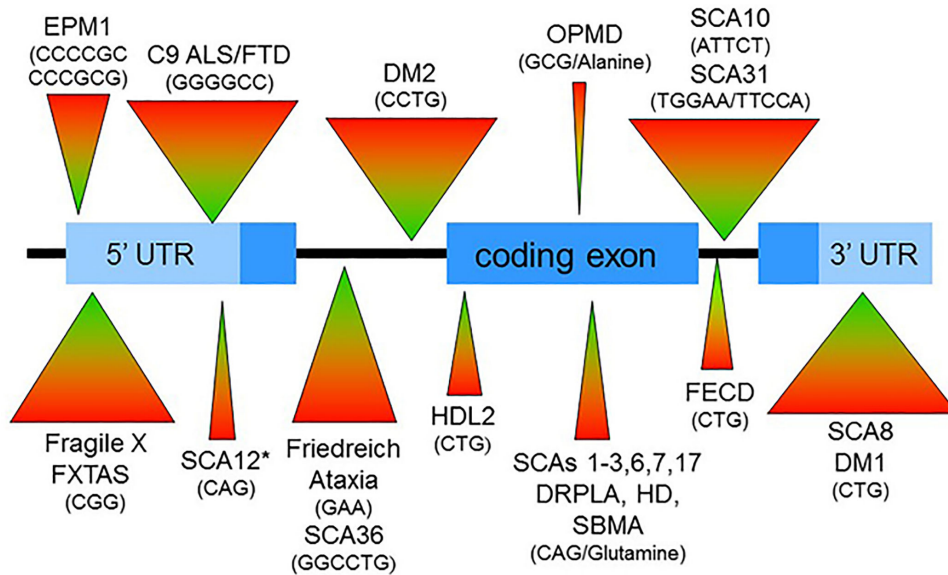 EPM1
(CCCCGC
CCCGCG)
C9 ALS/FTD
(GGGGCC)
DM2
(CCTG)
OPMD
(GCG/Alanine)
SCA10
(ATTCT)
SCA31
(TGGAA/TTCCA)
5' UTR
coding exon
3' UTR
Fragile X
FXTAS
(CGG)
SCA12*
(CAG)
Friedreich
Ataxia
(GAA)
SCA36
(GGCCTG)
HDL2
(CTG)
SCAs 1-3,6,7,17
DRPLA, HD,
SBMA
(CAG/Glutamine)
FECD
(CTG)
SCA8
DM1
(CTG)